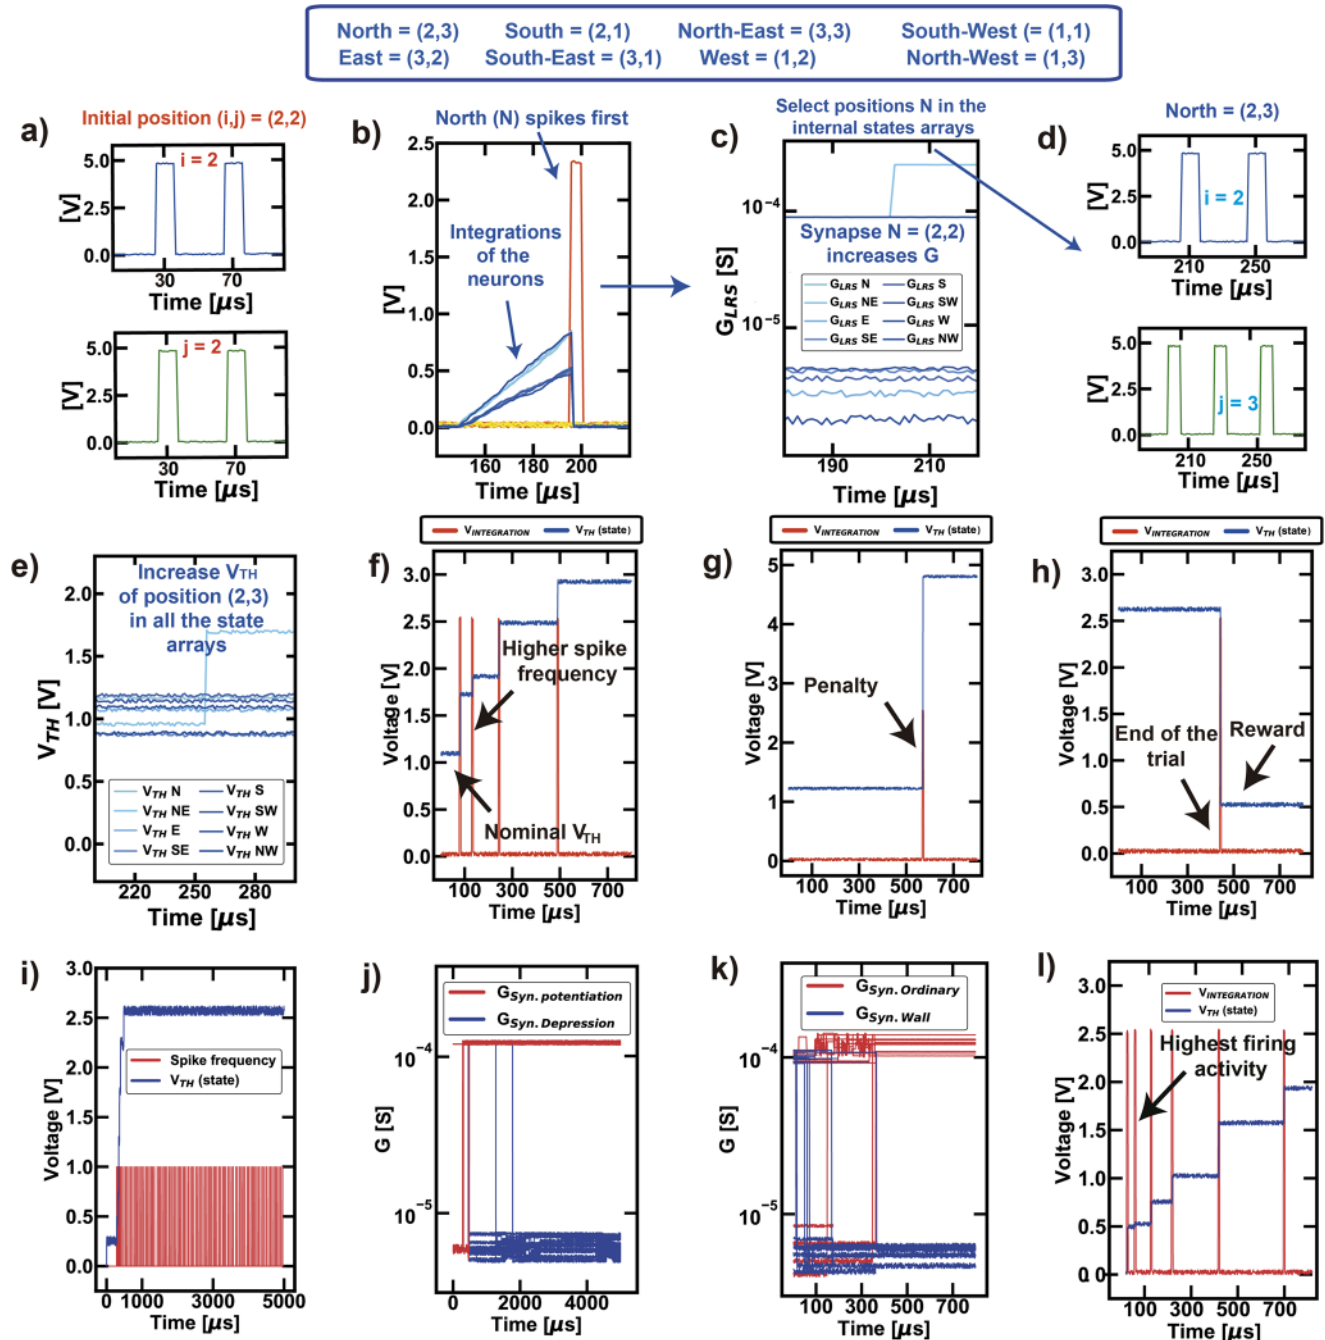 North = (2,3) South = (2,1) North-East = (3,3) South-West (= (1,1)
East = (3,2) South-East = (3,1) West = (1,2) North-West = (1,3)
a)
Initial position (i,j) = (2,2)
5.0
2.5
0.0
[V]
i = 2
30 70
Time [μs]
5.0
2.5
0.0
[V]
j = 2
30 70
Time [μs]
b)
North (N) spikes first
2.5
2.0
1.5
1.0
0.5
0.0
[V]
Integrations
of the
neurons
160 180 200
Time [μs]
c)
Select positions N in the
internal states arrays
10⁻⁴
10⁻⁵
G_LRS [S]
Synapse N = (2,2)
increases G
G_LRS N G_LRS S
G_LRS NE G_LRS SW
G_LRS E G_LRS W
G_LRS SE G_LRS NW
190 210
Time [μs]
d)
North = (2,3)
5.0
2.5
0.0
[V]
i = 2
210 250
Time [μs]
5.0
2.5
0.0
[V]
j = 3
210 250
Time [μs]
e)
Increase V_TH
of position (2,3)
in all the state
arrays
2.0
1.5
1.0
0.5
0.0
V_TH [V]
V_TH N V_TH S
V_TH NE V_TH SW
V_TH E V_TH W
V_TH SE V_TH NW
220 250 280
Time [μs]
f)
V_INTEGRATION V_TH (state)
3.0
2.5
2.0
1.5
1.0
0.5
0.0
Voltage [V]
Higher spike
frequency
Nominal V_TH
100 300 500 700
Time [μs]
g)
V_INTEGRATION V_TH (state)
5
4
3
2
1
0
Voltage [V]
Penalty
100 300 500 700
Time [μs]
h)
V_INTEGRATION V_TH (state)
3.0
2.5
2.0
1.5
1.0
0.5
0.0
Voltage [V]
End of the
trial
Reward
100 300 500 700
Time [μs]
i)
3.0
2.5
2.0
1.5
1.0
0.5
0.0
Voltage [V]
Spike frequency
V_TH (state)
0 1000 3000 5000
Time [μs]
j)
G_Syn. potentiation
G_Syn. Depression
10⁻⁴
10⁻⁵
G [S]
0 2000 4000
Time [μs]
k)
G_Syn. Ordinary
G_Syn. Wall
10⁻⁴
10⁻⁵
G [S]
100 300 500 700
Time [μs]
l)
V_INTEGRATION
V_TH (state)
3.0
2.5
2.0
1.5
1.0
0.5
0.0
Voltage [V]
Highest firing
activity
100 300 500 700
Time [μs]